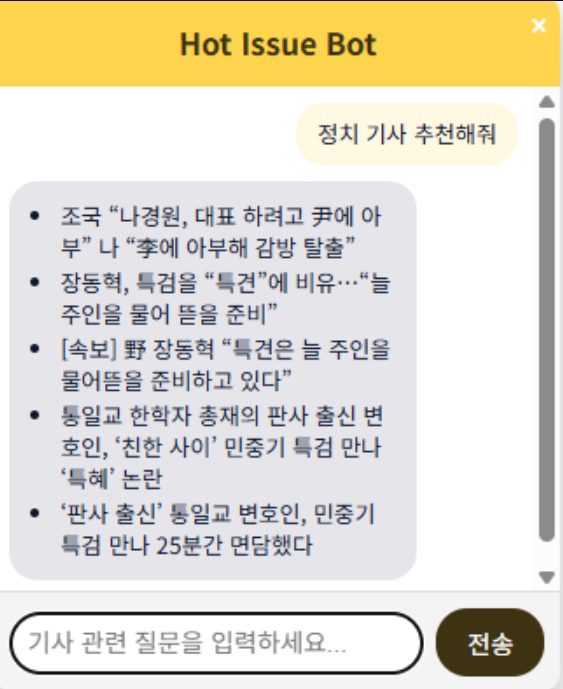 Hot Issue Bot
×
정치 기사 추천해줘
• 조국 “나경원, 대표 하려고 尹에 아
부” 나 “李에 아부해 감방 탈출”
• 장동혁, 특검을 “특견”에 비유…“늘
주인을 물어 뜯을 준비”
• [속보] 野 장동혁 “특견은 늘 주인을
물어뜯을 준비하고 있다”
• 통일교 한학자 총재의 판사 출신 변
호인, ‘친한 사이’ 민중기 특검 만나
‘특혜’ 논란
• ‘판사 출신’ 통일교 변호인, 민중기
특검 만나 25분간 면담했다
기사 관련 질문을 입력하세요...
전송